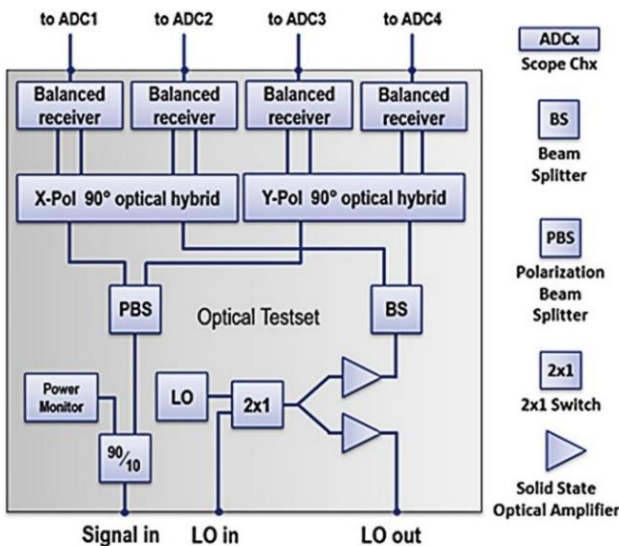 to ADC1 to ADC2 to ADC3 to ADC4
Balanced receiver
Balanced receiver
Balanced receiver
Balanced receiver
X-Pol 90° optical hybrid
Y-Pol 90° optical hybrid
PBS
Optical Testset
BS
Power
Monitor
LO
2x1
90/10
Signal in LO in LO out
ADCx
Scope Chx
BS
Beam
Splitter
PBS
Polarization
Beam
Splitter
2x1
2x1 Switch
Solid State
Optical Amplifier